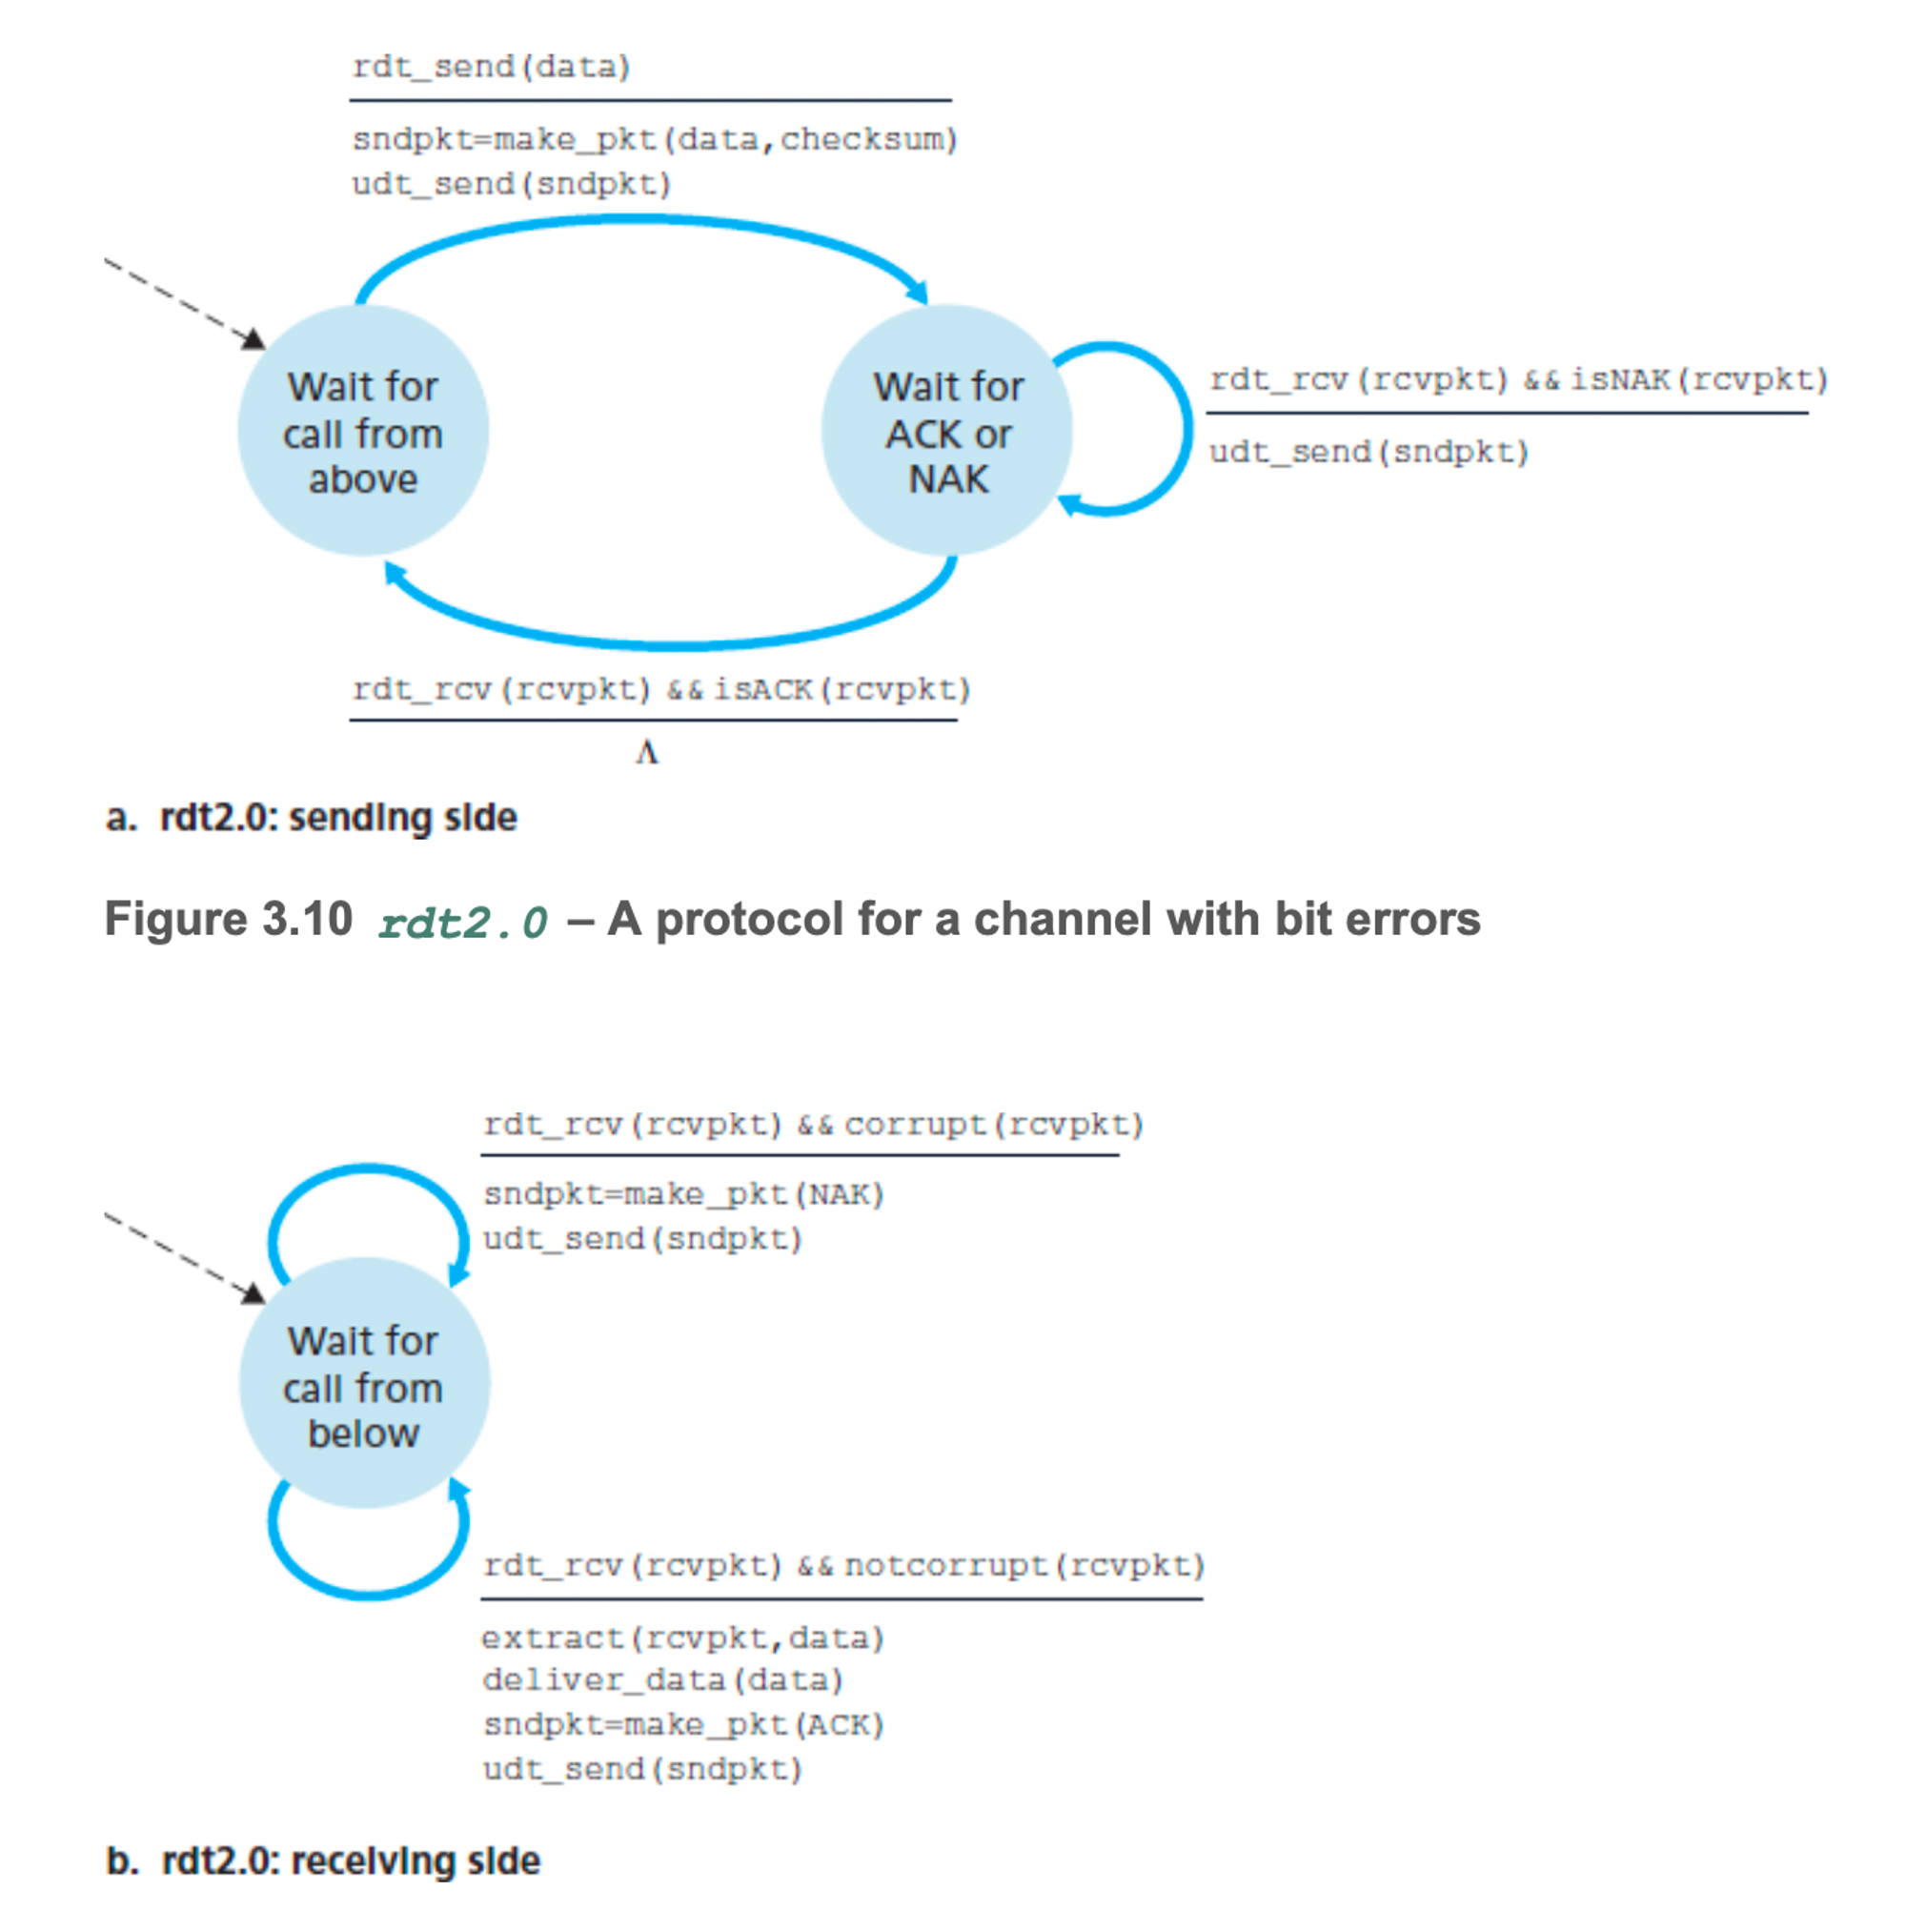 rdt_send(data)
sndpkt=make_pkt(data,checksum)
udt_send(sndpkt)
Wait for
call from
above
Wait for
ACK or
NAK
rdt_rcv(rcvpkt) && isNAK(rcvpkt)
udt_send(sndpkt)
rdt_rcv(rcvpkt) && isACK(rcvpkt)
Λ
a. rdt2.0: sending side
Figure 3.10 rdt2.0 – A protocol for a channel with bit errors
rdt_rcv(rcvpkt) && corrupt(rcvpkt)
sndpkt=make_pkt(NAK)
udt_send(sndpkt)
Wait for
call from
below
rdt_rcv(rcvpkt) && notcorrupt(rcvpkt)
extract(rcvpkt,data)
deliver_data(data)
sndpkt=make_pkt(ACK)
udt_send(sndpkt)
b. rdt2.0: receiving side